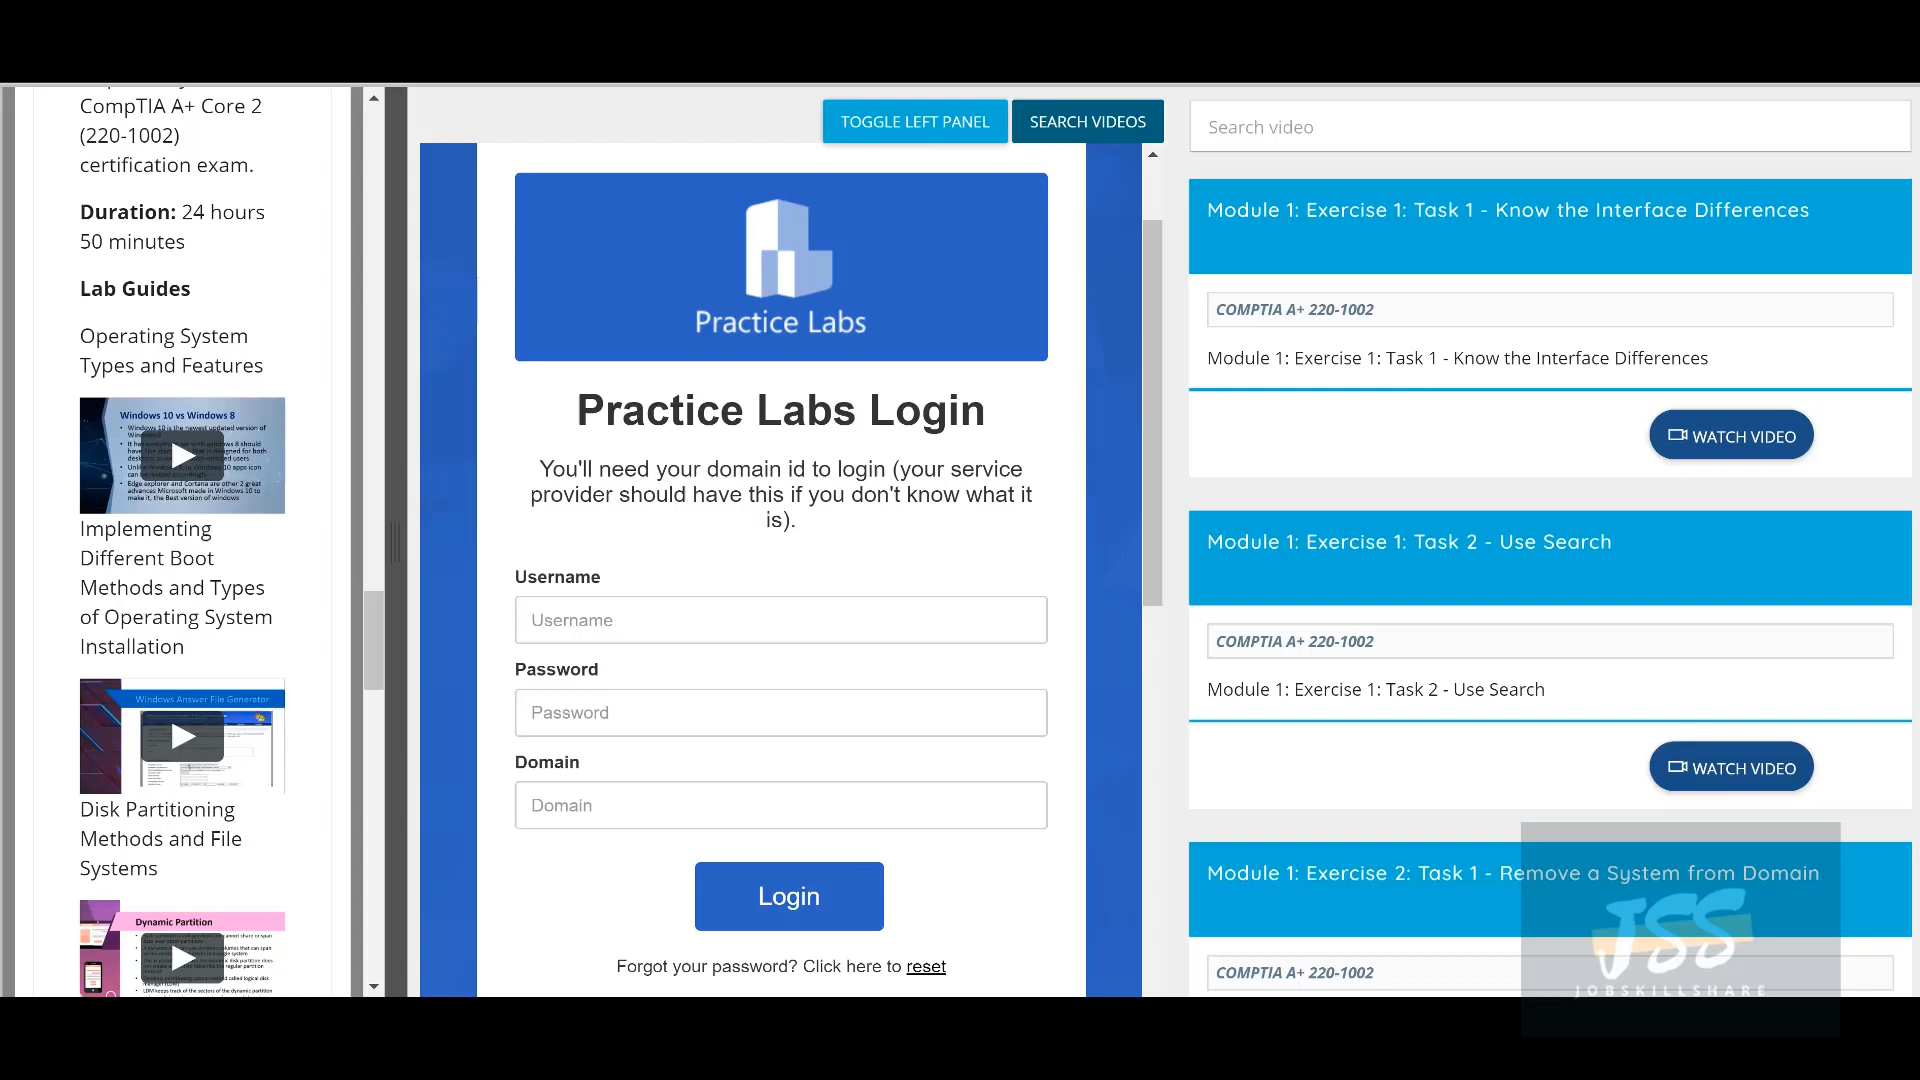 CompTIA A+ Core 2
(220-1002)
certification exam.
Duration: 24 hours
50 minutes
Lab Guides
Operating System
Types and Features
Windows 10 vs Windows 8
Windows 10 is the newest updated version of
Implementing
Different Boot
Methods and Types
of Operating System
Installation
Windows Answer File Generator
Disk Partitioning
Methods and File
Systems
Dynamic Partition
TOGGLE LEFT PANEL
SEARCH VIDEOS
Practice Labs
Practice Labs Login
You'll need your domain id to login (your service
provider should have this if you don't know what it
is).
Username
Username
Password
Password
Domain
Domain
Login
Forgot your password? Click here to reset
Search video
Module 1: Exercise 1: Task 1 - Know the Interface Differences
COMPTIA A+ 220-1002
Module 1: Exercise 1: Task 1 - Know the Interface Differences
WATCH VIDEO
Module 1: Exercise 1: Task 2 - Use Search
COMPTIA A+ 220-1002
Module 1: Exercise 1: Task 2 - Use Search
WATCH VIDEO
Module 1: Exercise 2: Task 1 - Remove a System from Domain
COMPTIA A+ 220-1002
JSS
JOBSKILLSHARE